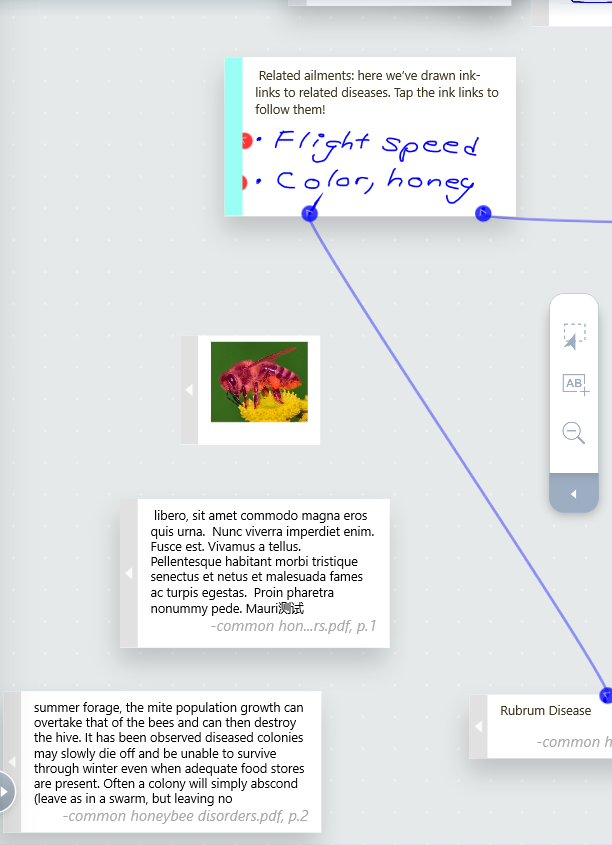 Related ailments: here we've drawn ink-
links to related diseases. Tap the ink links to
follow them!
• Flight speed
• Color, honey
AB
libero, sit amet commodo magna eros
quis urna.  Nunc viverra imperdiet enim.
Fusce est. Vivamus a tellus.
Pellentesque habitant morbi tristique
senectus et netus et malesuada fames
ac turpis egestas.  Proin pharetra
nonummy pede. Mauri测试
-common hon...rs.pdf, p.1
summer forage, the mite population growth can
overtake that of the bees and can then destroy
the hive. It has been observed diseased colonies
may slowly die off and be unable to survive
through winter even when adequate food stores
are present. Often a colony will simply abscond
(leave as in a swarm, but leaving no
-common honeybee disorders.pdf, p.2
Rubrum Disease
-common h